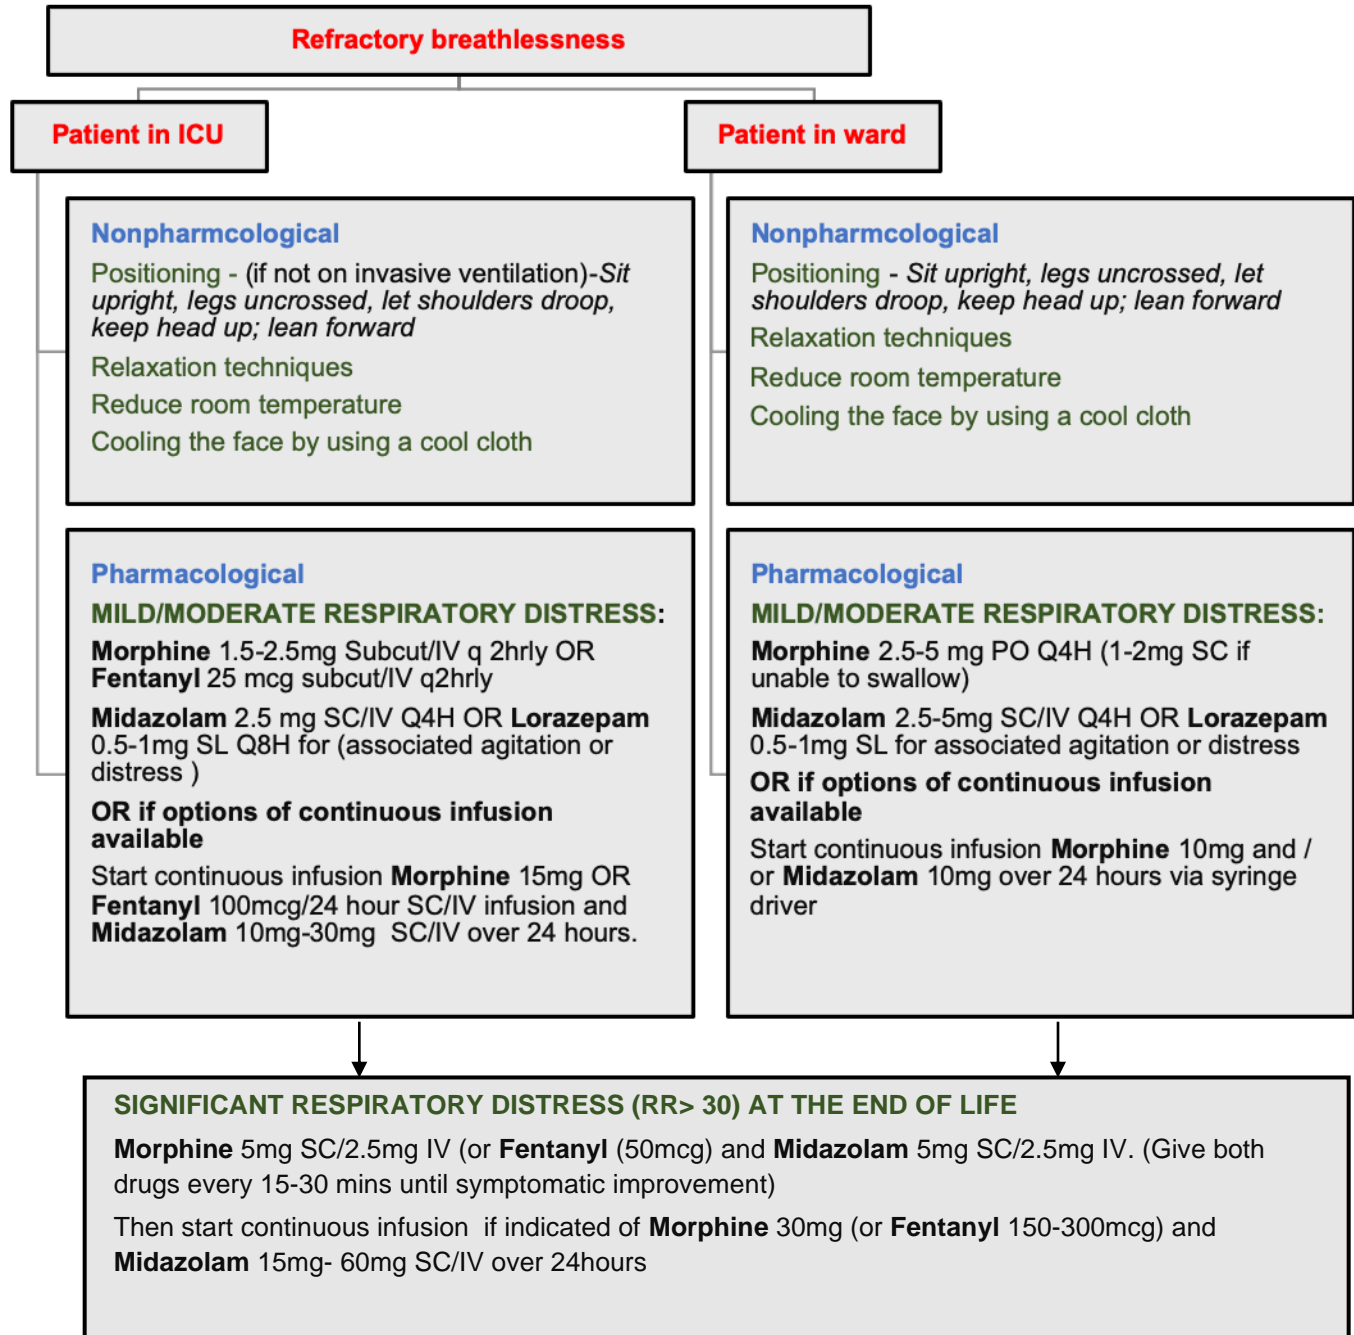 Refractory breathlessness
Patient in ICU
Patient in ward
Nonpharmcological
Positioning - (if not on invasive ventilation)-Sit
upright, legs uncrossed, let shoulders droop,
keep head up; lean forward
Relaxation techniques
Reduce room temperature
Cooling the face by using a cool cloth
Nonpharmcological
Positioning - Sit upright, legs uncrossed, let
shoulders droop, keep head up; lean forward
Relaxation techniques
Reduce room temperature
Cooling the face by using a cool cloth
Pharmacological
MILD/MODERATE RESPIRATORY DISTRESS:
Morphine 1.5-2.5mg Subcut/IV q 2hrly OR
Fentanyl 25 mcg subcut/IV q2hrly
Midazolam 2.5 mg SC/IV Q4H OR Lorazepam
0.5-1mg SL Q8H for (associated agitation or
distress )
OR if options of continuous infusion
available
Start continuous infusion Morphine 15mg OR
Fentanyl 100mcg/24 hour SC/IV infusion and
Midazolam 10mg-30mg SC/IV over 24 hours.
Pharmacological
MILD/MODERATE RESPIRATORY DISTRESS:
Morphine 2.5-5 mg PO Q4H (1-2mg SC if
unable to swallow)
Midazolam 2.5-5mg SC/IV Q4H OR Lorazepam
0.5-1mg SL for associated agitation or distress
OR if options of continuous infusion
available
Start continuous infusion Morphine 10mg and /
or Midazolam 10mg over 24 hours via syringe
driver
SIGNIFICANT RESPIRATORY DISTRESS (RR> 30) AT THE END OF LIFE
Morphine 5mg SC/2.5mg IV (or Fentanyl (50mcg) and Midazolam 5mg SC/2.5mg IV. (Give both
drugs every 15-30 mins until symptomatic improvement)
Then start continuous infusion if indicated of Morphine 30mg (or Fentanyl 150-300mcg) and
Midazolam 15mg- 60mg SC/IV over 24hours